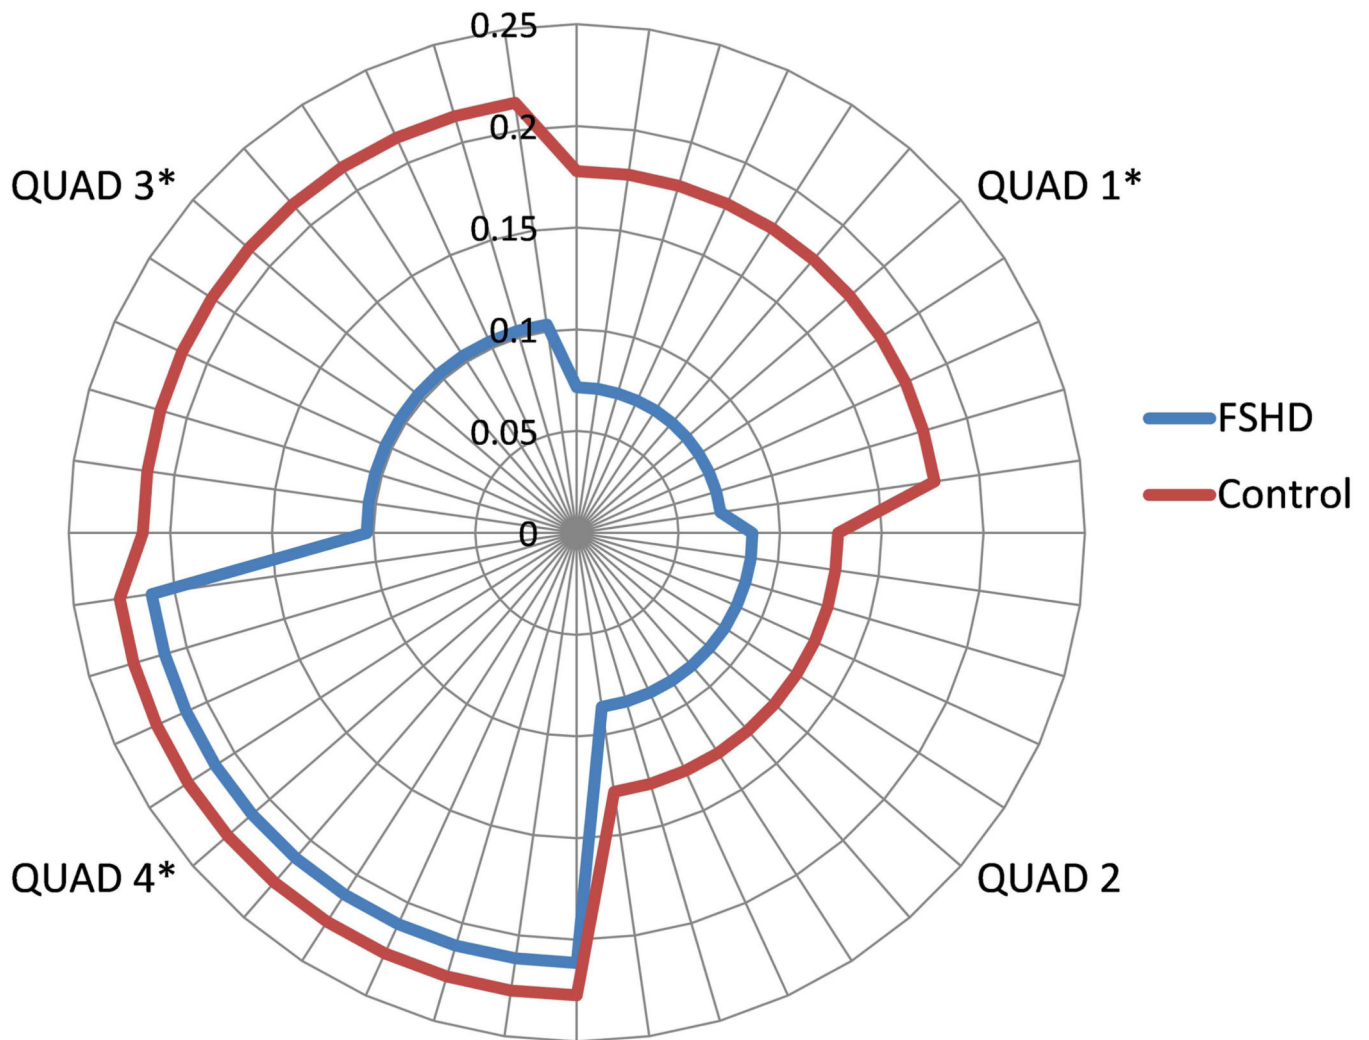 0.25
0.2
0.15
0.1
0.05
0
QUAD 3*
QUAD 1*
QUAD 4*
QUAD 2
FSHD
Control